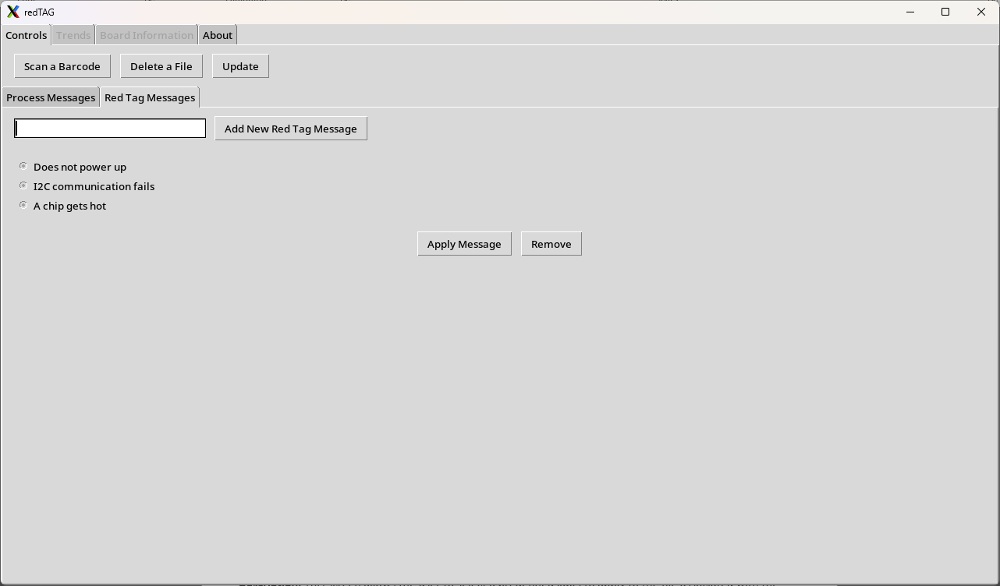 redTAG
Controls Trends Board Information About
Scan a Barcode Delete a File Update
Process Messages Red Tag Messages
Add New Red Tag Message
Does not power up
I2C communication fails
A chip gets hot
Apply Message Remove